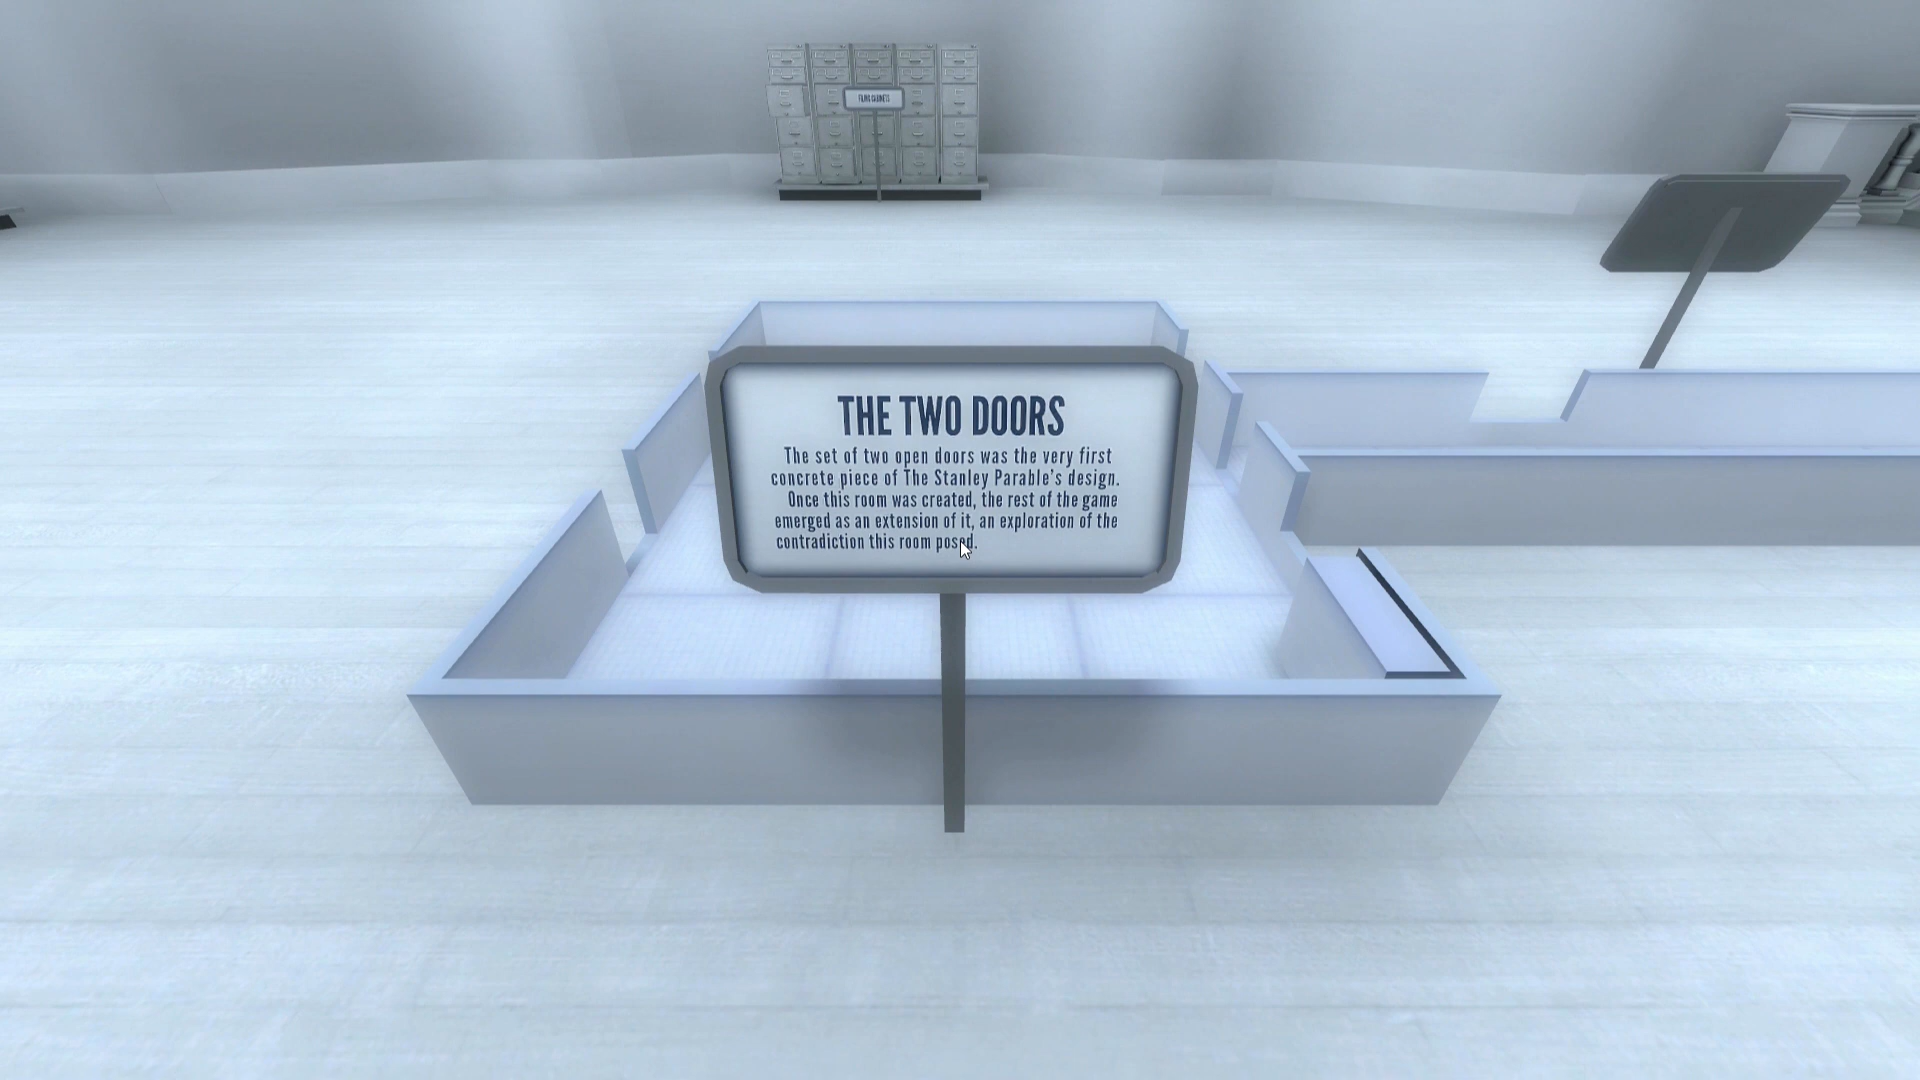 FILING CABINETS
THE TWO DOORS
The set of two open doors was the very first
concrete piece of The Stanley Parable's design.
Once this room was created, the rest of the game
emerged as an extension of it, an exploration of the
contradiction this room posed.